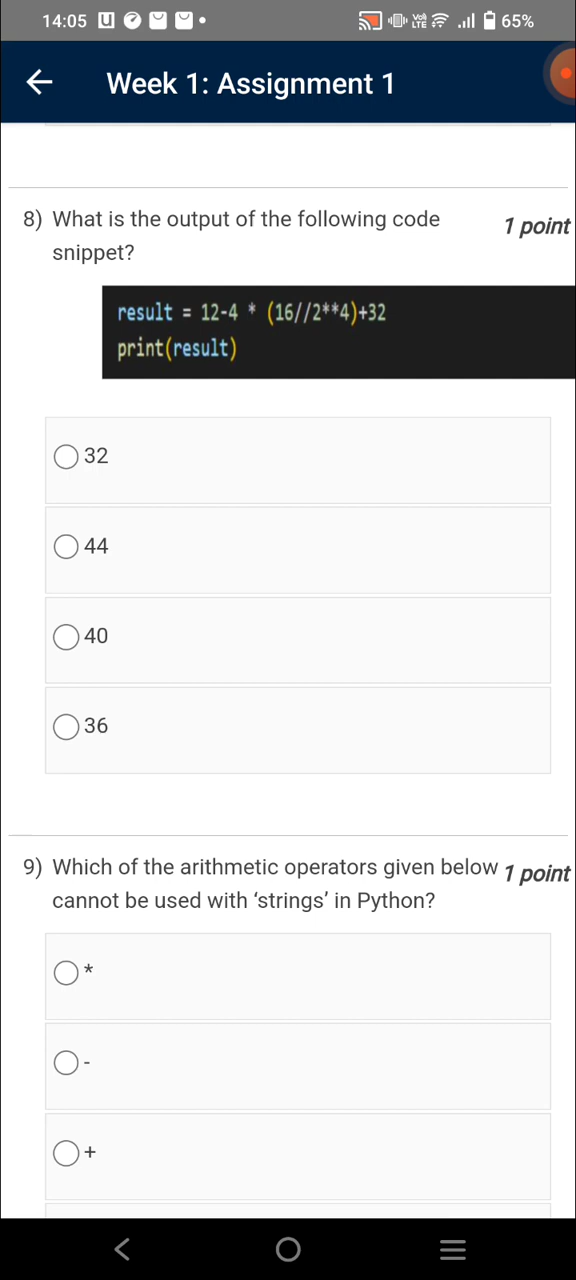 14:05 U 65%
Week 1: Assignment 1
8) What is the output of the following code 1 point
snippet?
result = 12-4 * (16//2**4)+32
print(result)
32
44
40
36
9) Which of the arithmetic operators given below 1 point
cannot be used with ‘strings’ in Python?
*
-
+